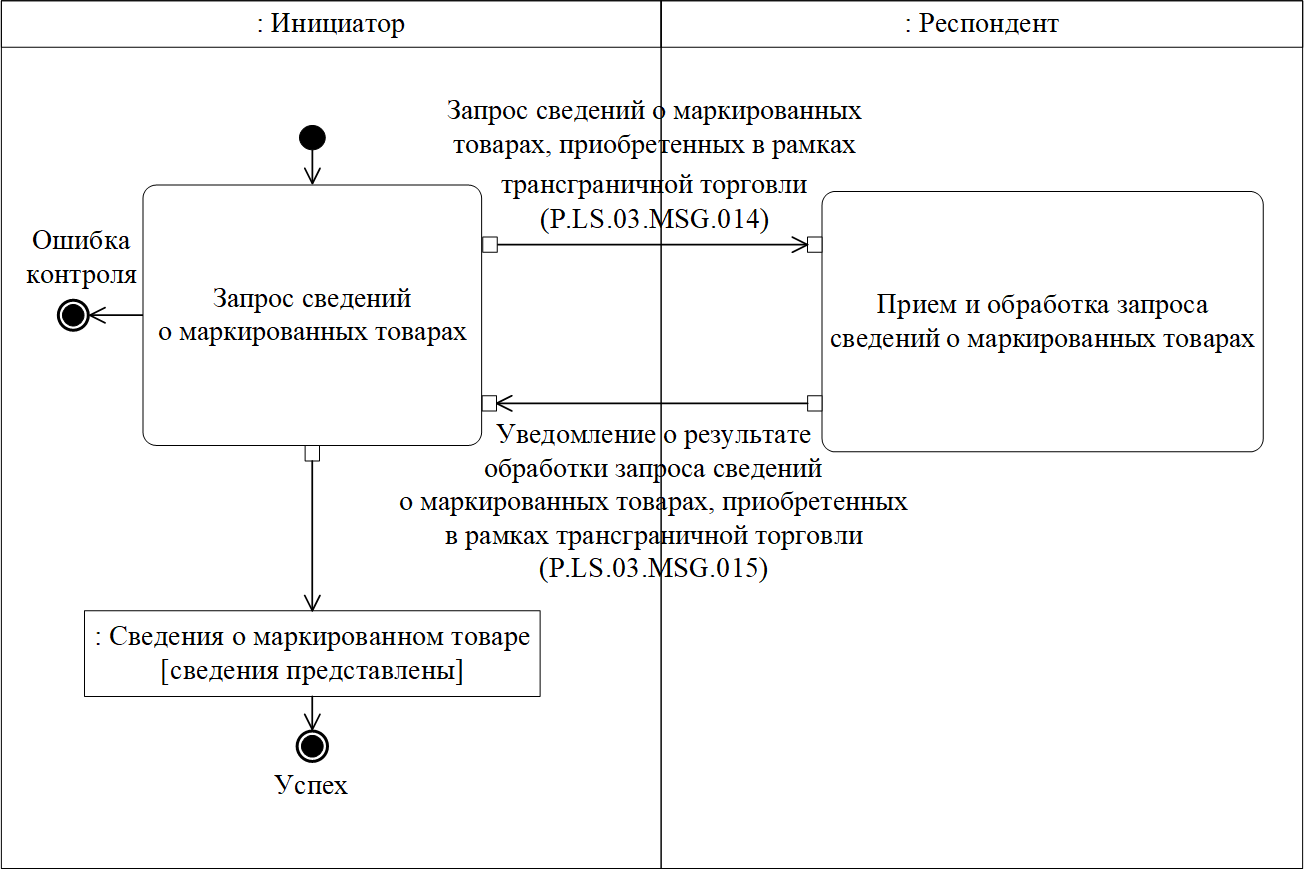 : Инициатор
: Респондент
Запрос сведений о маркированных
товарах, приобретенных в рамках
трансграничной торговли
(P.LS.03.MSG.014)
Ошибка
контроля
Запрос сведений
о маркированных товарах
Прием и обработка запроса
сведений о маркированных товарах
Уведомление о результате
обработки запроса сведений
о маркированных товарах, приобретенных
в рамках трансграничной торговли
(P.LS.03.MSG.015)
: Сведения о маркированном товаре
[сведения представлены]
Успех